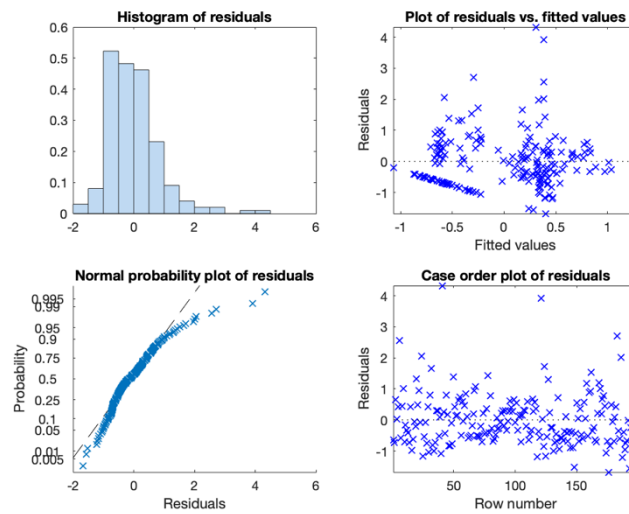 Histogram of residuals
0.6
0.5
0.4
0.3
0.2
0.1
0
-2 0 2 4 6
Plot of residuals vs. fitted values
Residuals
4
3
2
1
0
-1
-1 -0.5 0 0.5 1
Fitted values
Normal probability plot of residuals
Probability
0.995
0.99
0.95
0.9
0.75
0.5
0.25
0.1
0.05
0.01
0.005
-2 0 2 4 6
Residuals
Case order plot of residuals
Residuals
4
3
2
1
0
-1
50 100 150
Row number